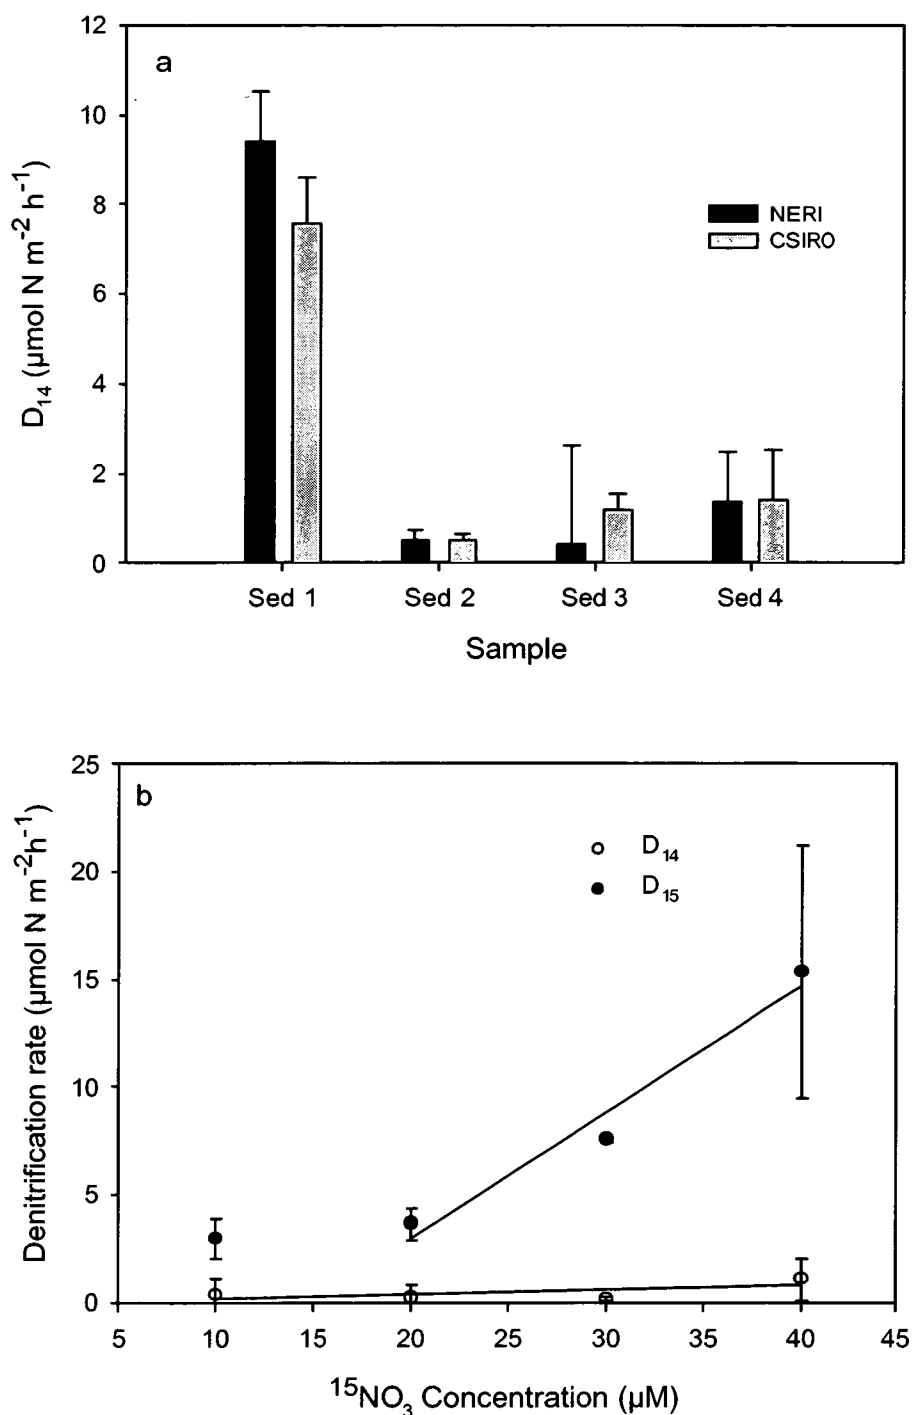 a
12
10
8
6
4
2
0
D14 (µmol N m-2 h-1)
NERI
CSIRO
Sed 1 Sed 2 Sed 3 Sed 4
Sample
b
25
20
15
10
5
0
Denitrification rate (µmol N m-2h-1)
D14
D15
5 10 15 20 25 30 35 40 45
15NO3 Concentration (µM)